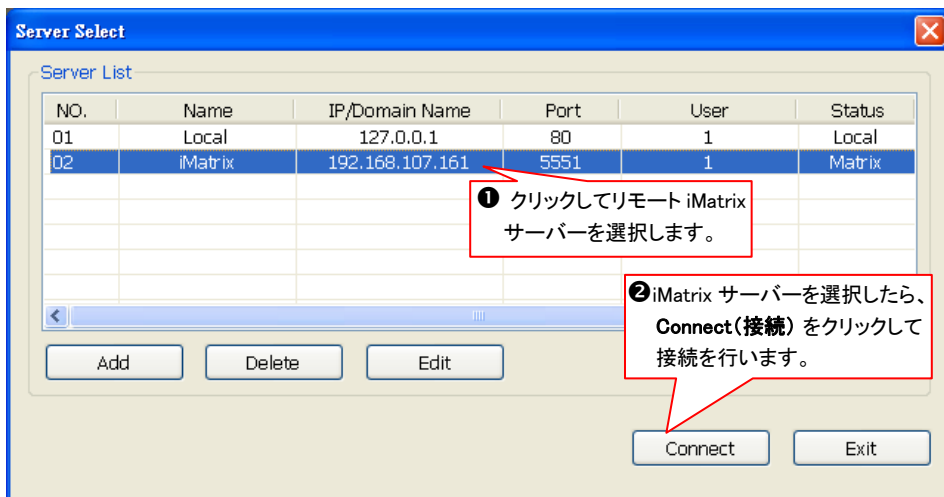 Server Select
Server List
NO. Name IP/Domain Name Port User Status
01 Local 127.0.0.1 80 1 Local
02 iMatrix 192.168.107.161 5551 1 Matrix
❶ クリックしてリモート iMatrix
サーバーを選択します。
❷iMatrix サーバーを選択したら、
Connect(接続) をクリックして
接続を行います。
Add Delete Edit
Connect Exit